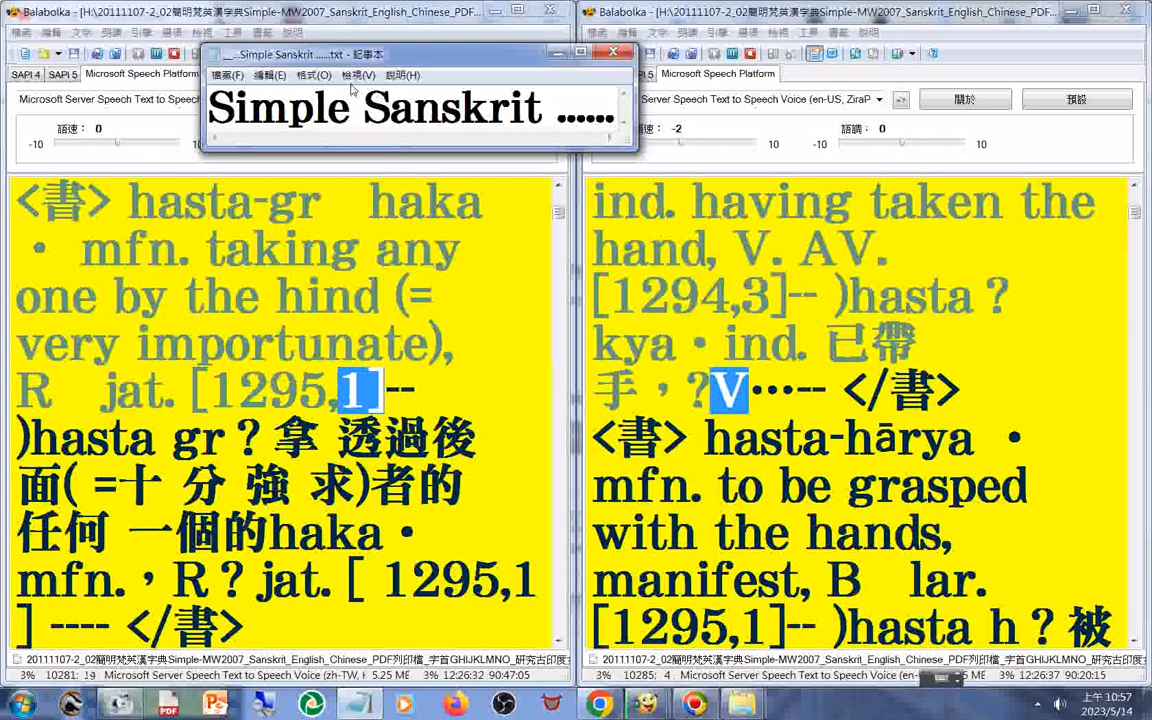 Balabolka - [H:\20111107-2_02簡明梵英漢字典Simple-MW2007_Sanskrit_English_Chinese_PDF...
Balabolka - [H:\20111107-2_02簡明梵英漢字典Simple-MW2007_Sanskrit_English_Chinese_PDF...
__...Simple Sanskrit ......txt - 記事本
檔案(F) 編輯(E) 格式(O) 檢視(V) 說明(H)
Simple Sanskrit ......
SAPI 4 SAPI 5 Microsoft Speech Platform
Microsoft Server Speech Text to Speech
語速： 0
-10
5 Microsoft Speech Platform
Server Speech Text to Speech Voice (en-US, ZiraP
關於 預設
-2 語調： 0
10 -10 10
<書> hasta-gr haka
• mfn. taking any
one by the hind (=
very importunate),
R jat. [1295,1]--
)hasta gr？拿 透過後
面( =十 分 強 求)者的
任何 一個的haka •
mfn.，R？jat. [ 1295,1
] ---- </書>
ind. having taken the
hand, V. AV.
[1294,3]-- )hasta？
kya • ind. 已帶
手，?V…-- </書>
<書> hasta-hārya •
mfn. to be grasped
with the hands,
manifest, B lar.
[1295,1]-- )hasta h？被
20111107-2_02簡明梵英漢字典Simple-MW2007_Sanskrit_English_Chinese_PDF列印檔_字首GHIJKLMNO_研究古印度
20111107-2_02簡明梵英漢字典Simple-MW2007_Sanskrit_English_Chinese_PDF列印檔_字首GHIJKLMNO_研究古印度
3% 10281: 19 Microsoft Server Speech Text to Speech Voice (zh-TW, H 5.25 ME 12:26:32 90:47:05
3% 10285: 4 Microsoft Server Speech Text to Speech Voice (en- 5.25 ME 12:26:32 90:20:15
上午 10:57
2023/5/14